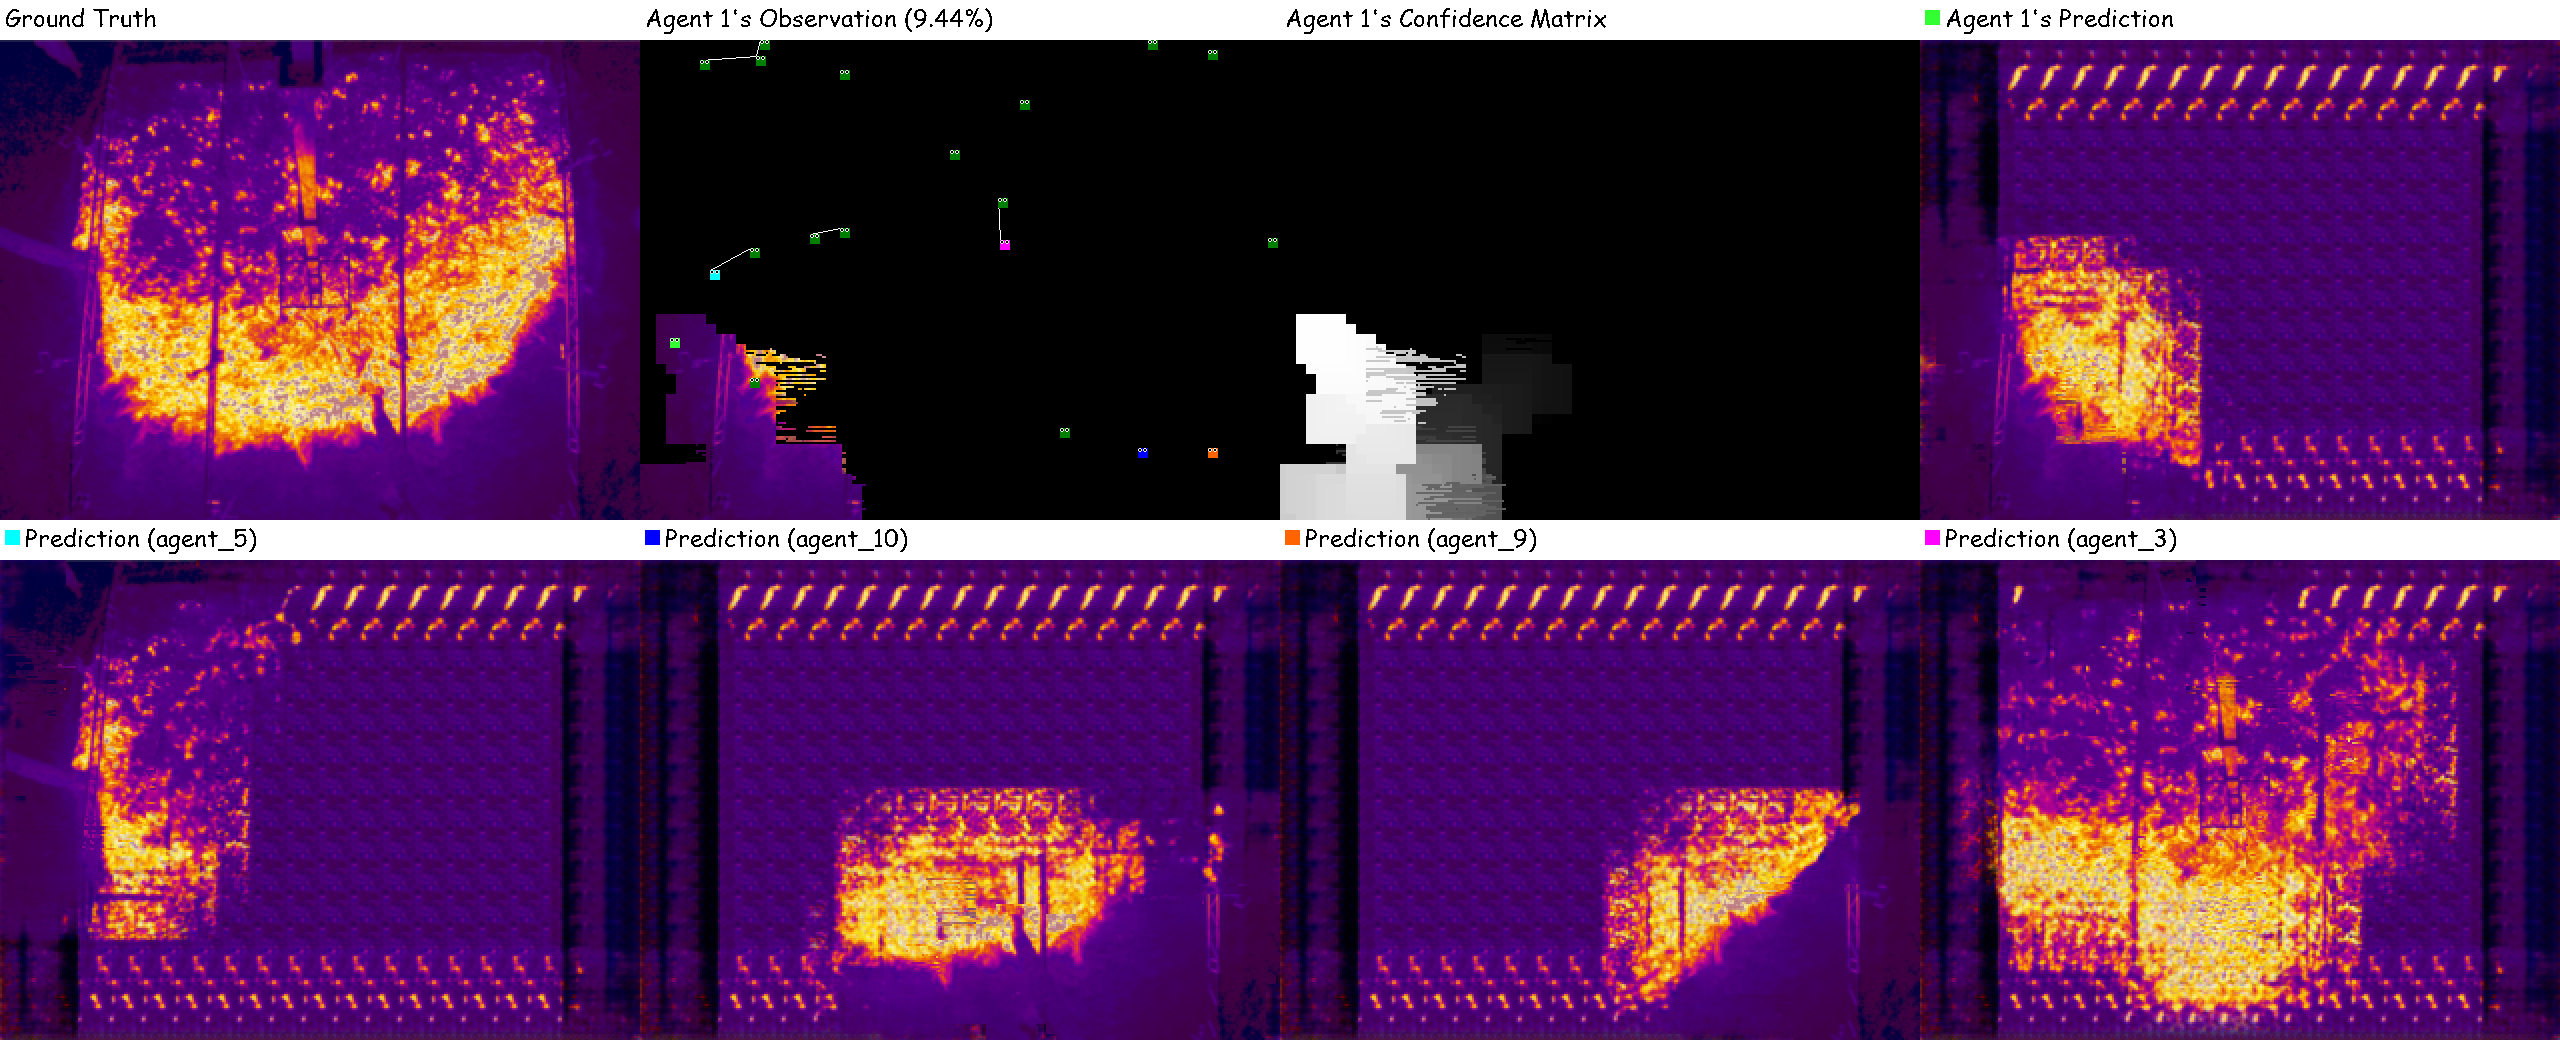 Ground Truth
Agent 1's Observation (9.44%)
Agent 1's Confidence Matrix
Agent 1's Prediction
Prediction (agent_5)
Prediction (agent_10)
Prediction (agent_9)
Prediction (agent_3)